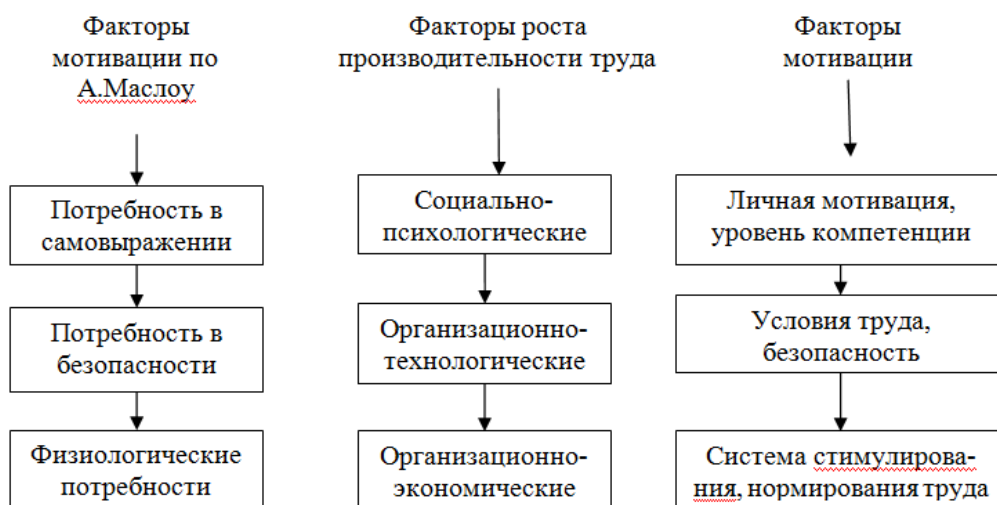 Факторы
мотивации по
А.Маслоу
Потребность в
самовыражении
Потребность в
безопасности
Физиологические
потребности
Факторы роста
производительности труда
Социально-
психологические
Организационно-
технологические
Организационно-
экономические
Факторы
мотивации
Личная мотивация,
уровень компетенции
Условия труда,
безопасность
Система стимулирова-
ния, нормирования труда